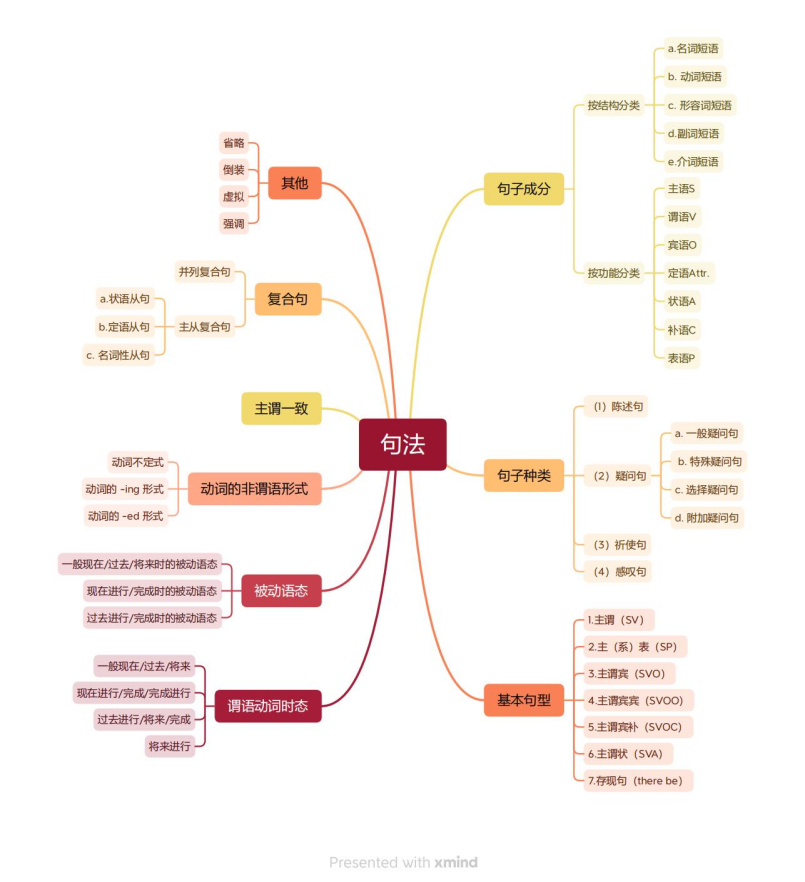 句法
句子成分
按结构分类
a.名词短语
b. 动词短语
c. 形容词短语
d.副词短语
e.介词短语
按功能分类
主语S
谓语V
宾语O
定语Attr.
状语A
补语C
表语P
句子种类
（1）陈述句
（2）疑问句
a. 一般疑问句
b. 特殊疑问句
c. 选择疑问句
d. 附加疑问句
（3）祈使句
（4）感叹句
基本句型
1.主谓（SV）
2.主（系）表（SP）
3.主谓宾（SVO）
4.主谓宾宾（SVOO）
5.主谓宾补（SVOC）
6.主谓状（SVA）
7.存现句（there be）
其他
省略
倒装
虚拟
强调
复合句
并列复合句
主从复合句
a.状语从句
b.定语从句
c. 名词性从句
主谓一致
动词的非谓语形式
动词不定式
动词的 -ing 形式
动词的 -ed 形式
被动语态
一般现在/过去/将来时的被动语态
现在进行/完成时的被动语态
过去进行/完成时的被动语态
谓语动词时态
一般现在/过去/将来
现在进行/完成/完成进行
过去进行/将来/完成
将来进行
Presented with xmind